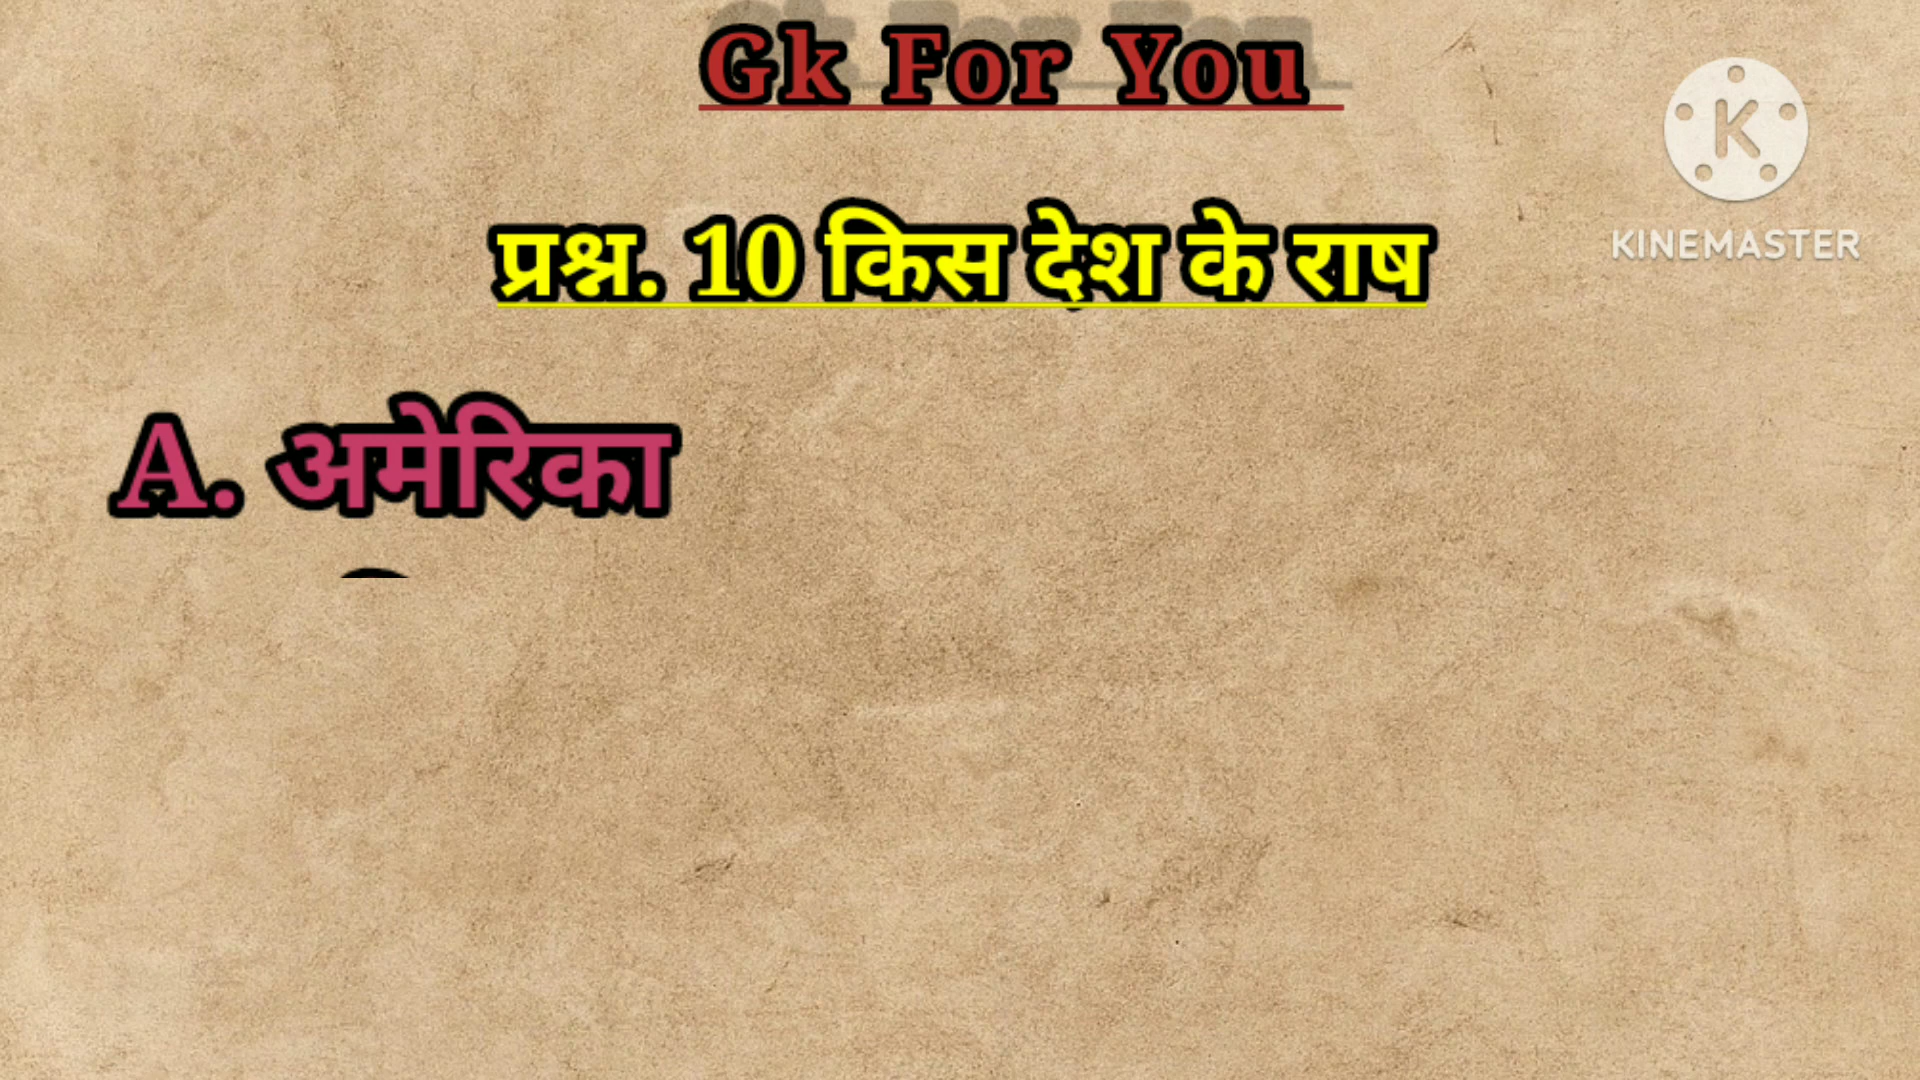 Gk For You
K
KINEMASTER
प्रश्न. 10 किस देश के राष
A. अमेरिका